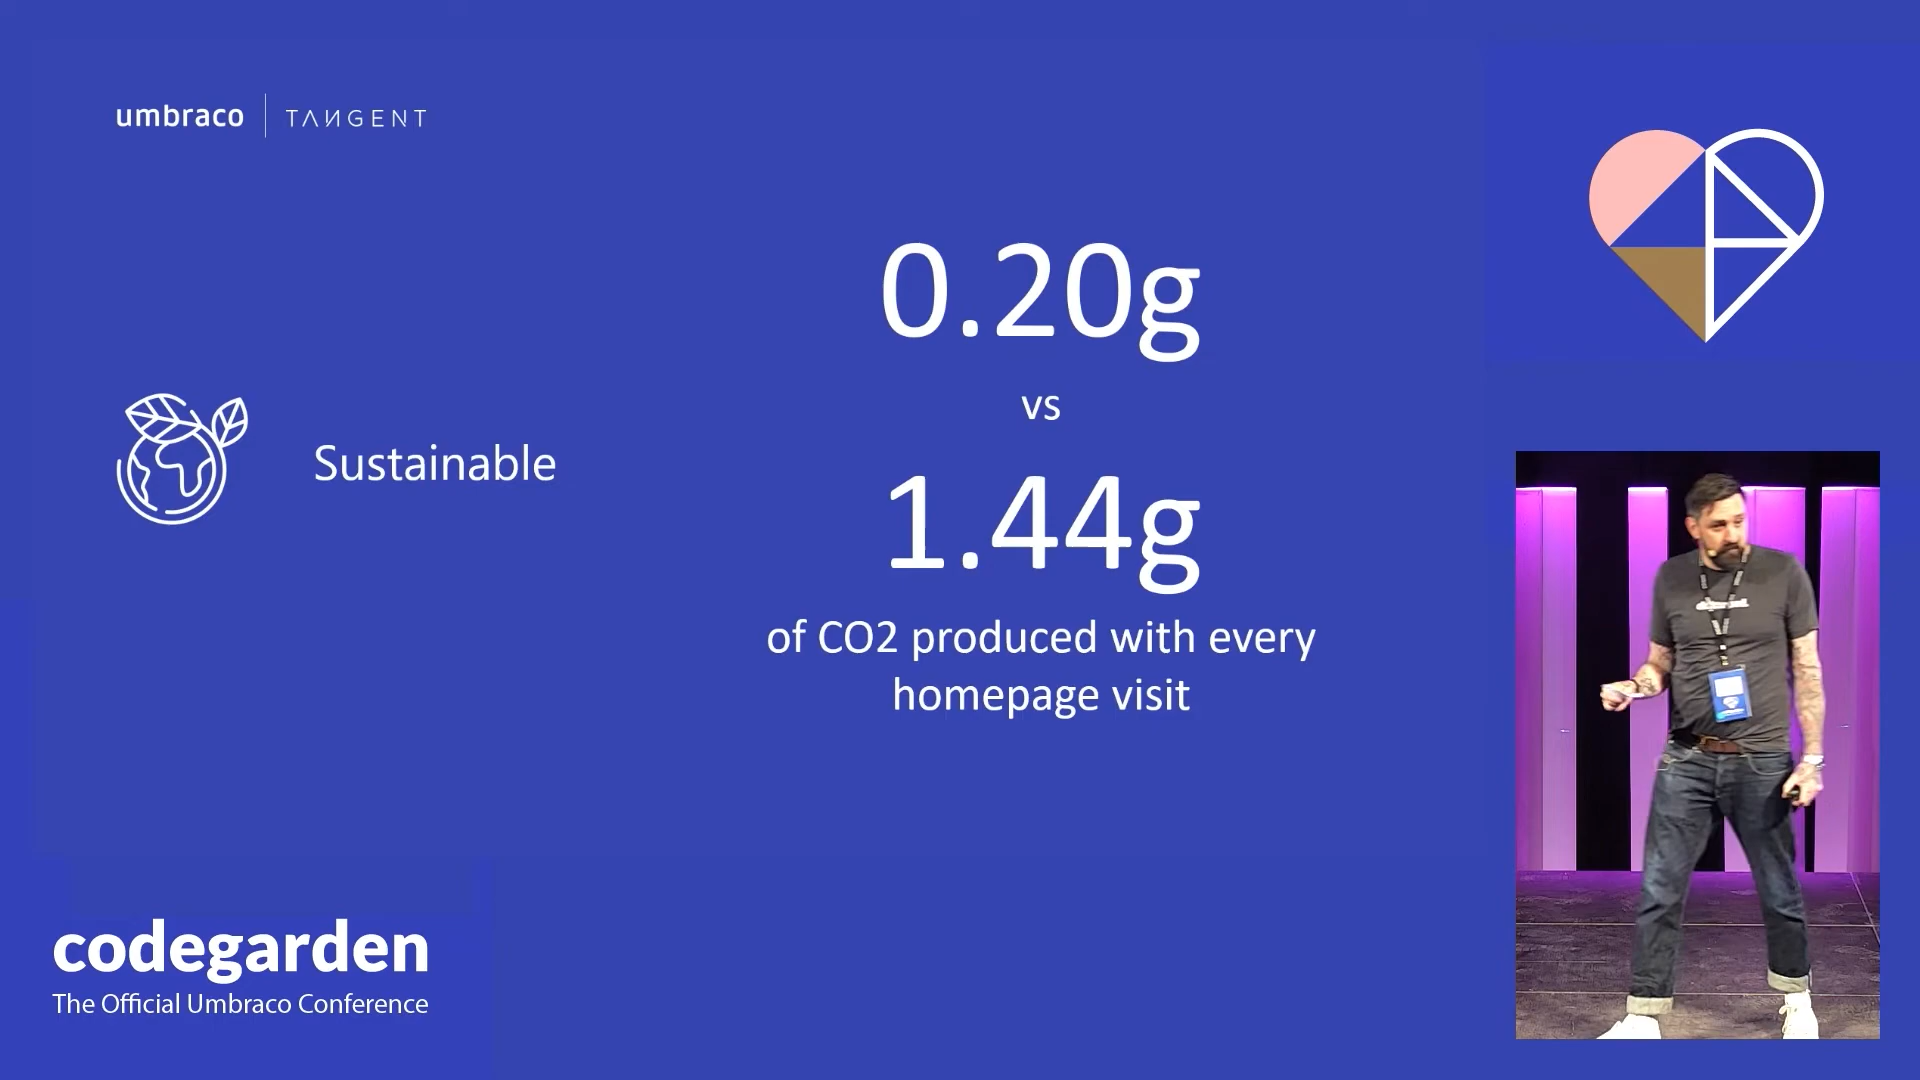 umbraco | TANGENT
0.20g
vs
1.44g
of CO2 produced with every
homepage visit
Sustainable
codegarden
The Official Umbraco Conference